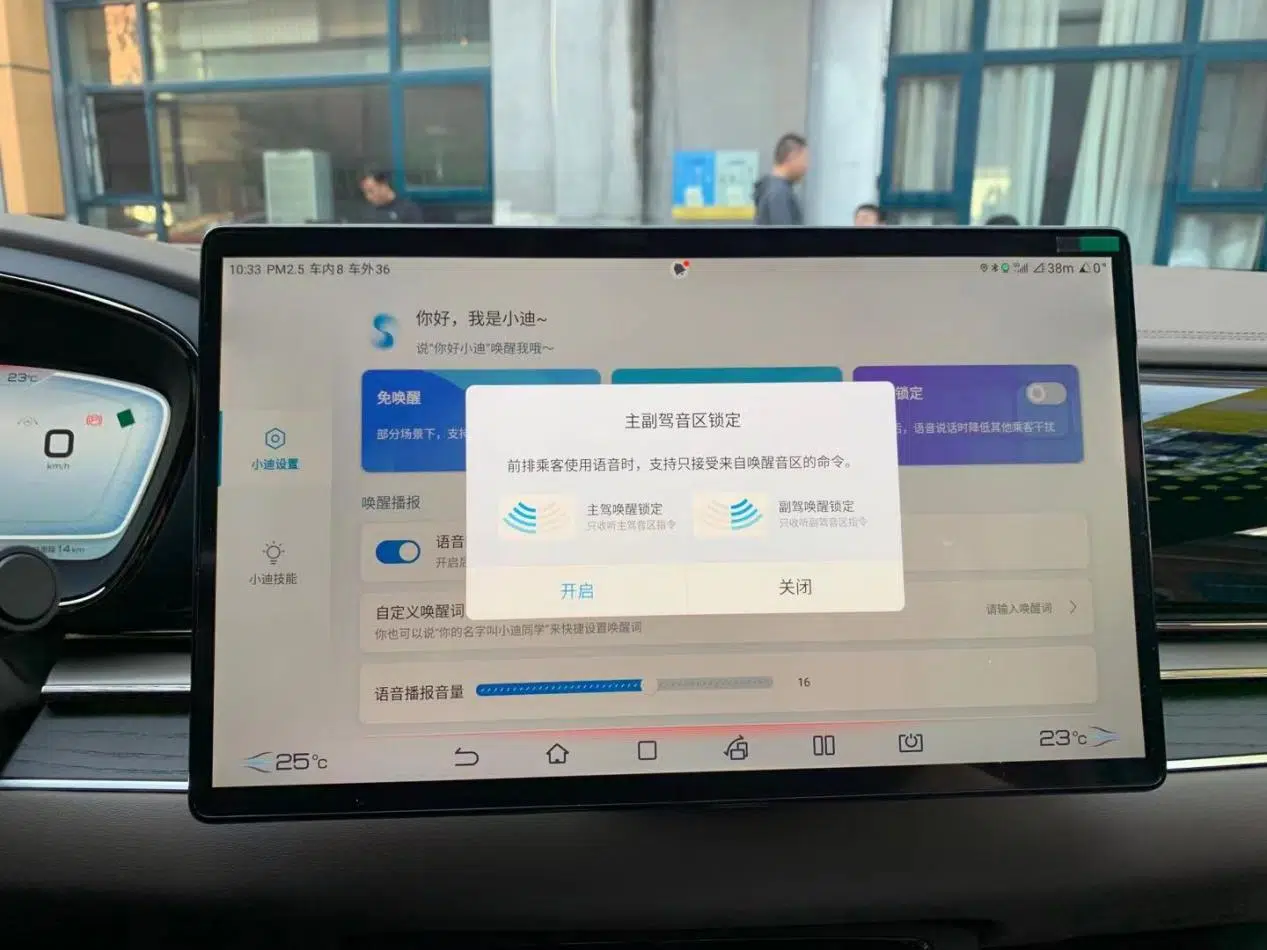 10:33 PM2.5 车内8 车外36
38m
0°
你好，我是小迪~
说"你好小迪"唤醒我哦~
免唤醒
部分场景下，支持
锁定
后，语音说话时降低其他乘客干扰
小迪设置
小迪技能
唤醒播报
语音
开启后
主副驾音区锁定
前排乘客使用语音时，支持只接受来自唤醒音区的命令。
主驾唤醒锁定
只收听主驾音区指令
副驾唤醒锁定
只收听副驾音区指令
开启
关闭
自定义唤醒词
你也可以说"你的名字叫小迪同学"来快捷设置唤醒词
请输入唤醒词
语音播报音量
16
25°C
23°C
23°C
0
km/h
14 km